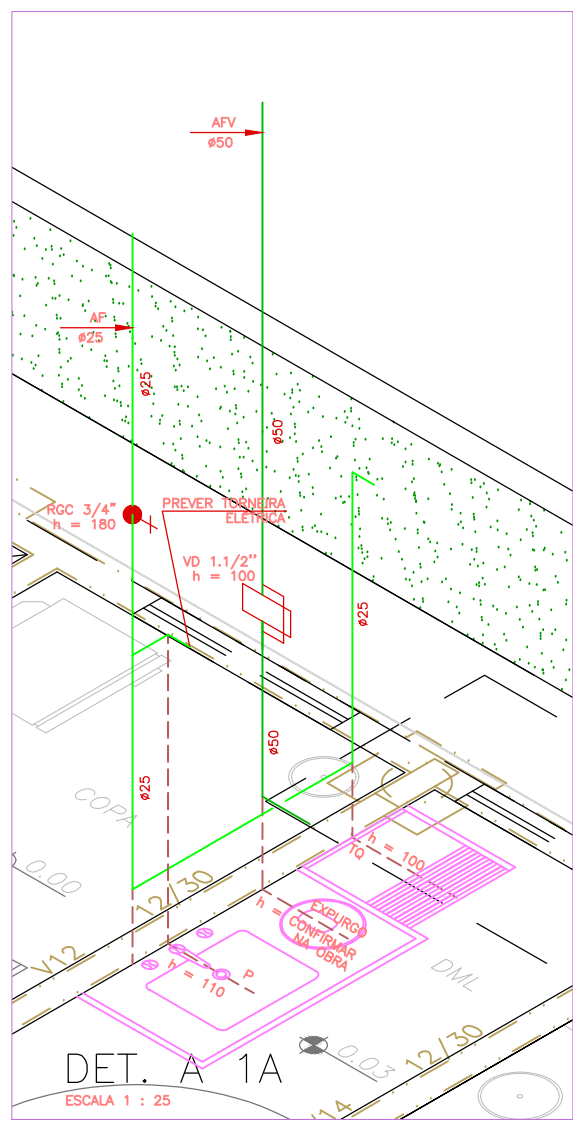 AFV
ø50
AF
ø25
ø25
ø50
RGC 3/4"
h = 180
PREVER TORNEIRA
ELÉTRICA
VD 1.1/2''
h = 100
ø25
ø50
ø25
COPA
h = 100
TQ
0.00
12/30
h =
EXPURGO
CONFIRMAR
NA OBRA
V12
P
h = 110
DML
12/30
0.03
DET. A 1A
ESCALA 1 : 25
V14